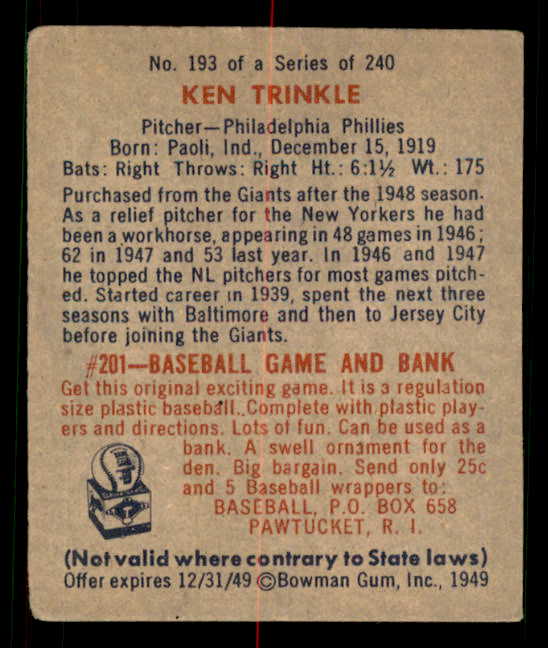 No. 193 of a Series of 240
KEN TRINKLE
Pitcher—Philadelphia Phillies
Born: Paoli, Ind., December 15, 1919
Bats: Right Throws: Right Ht.: 6:1½ Wt.: 175
Purchased from the Giants after the 1948 season.
As a relief pitcher for the New Yorkers he had
been a workhorse, appearing in 48 games in 1946;
62 in 1947 and 53 last year. In 1946 and 1947
he topped the NL pitchers for most games pitch-
ed. Started career in 1939, spent the next three
seasons with Baltimore and then to Jersey City
before joining the Giants.
#201—BASEBALL GAME AND BANK
Get this original exciting game. It is a regulation
size plastic baseball. Complete with plastic play-
ers and directions. Lots of fun. Can be used as a
bank. A swell ornament for the
den. Big bargain. Send only 25c
and 5 Baseball wrappers to:
BASEBALL, P.O. BOX 658
PAWTUCKET, R. I.
(Not valid where contrary to State laws)
Offer expires 12/31/49 ©Bowman Gum, Inc., 1949